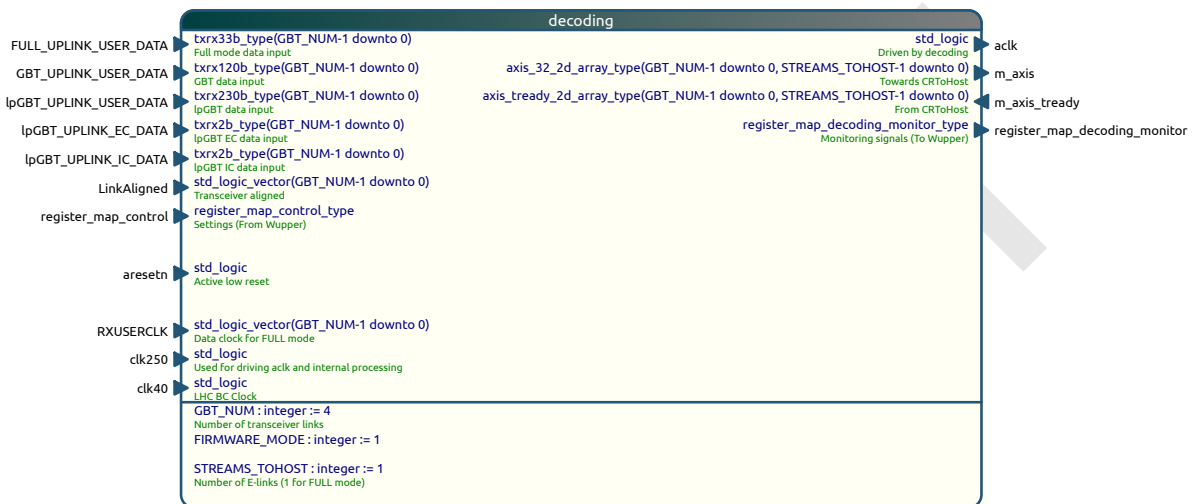 decoding
FULL_UPLINK_USER_DATA
txrx33b_type(GBT_NUM-1 downto 0)
Full mode data input
GBT_UPLINK_USER_DATA
txrx120b_type(GBT_NUM-1 downto 0)
GBT data input
lpGBT_UPLINK_USER_DATA
txrx230b_type(GBT_NUM-1 downto 0)
lpGBT data input
lpGBT_UPLINK_EC_DATA
txrx2b_type(GBT_NUM-1 downto 0)
lpGBT EC data input
lpGBT_UPLINK_IC_DATA
txrx2b_type(GBT_NUM-1 downto 0)
lpGBT IC data input
LinkAligned
std_logic_vector(GBT_NUM-1 downto 0)
Transceiver aligned
register_map_control
register_map_control_type
Settings (From Wupper)
aresetn
std_logic
Active low reset
RXUSERCLK
std_logic_vector(GBT_NUM-1 downto 0)
Data clock for FULL mode
clk250
std_logic
Used for driving aclk and internal processing
clk40
std_logic
LHC BC Clock
std_logic
aclk
Driven by decoding
axis_32_2d_array_type(GBT_NUM-1 downto 0, STREAMS_TOHOST-1 downto 0)
m_axis
Towards CRToHost
axis_tready_2d_array_type(GBT_NUM-1 downto 0, STREAMS_TOHOST-1 downto 0)
m_axis_tready
From CRToHost
register_map_decoding_monitor_type
register_map_decoding_monitor
Monitoring signals (To Wupper)
GBT_NUM : integer := 4
Number of transceiver links
FIRMWARE_MODE : integer := 1
STREAMS_TOHOST : integer := 1
Number of E-links (1 for FULL mode)